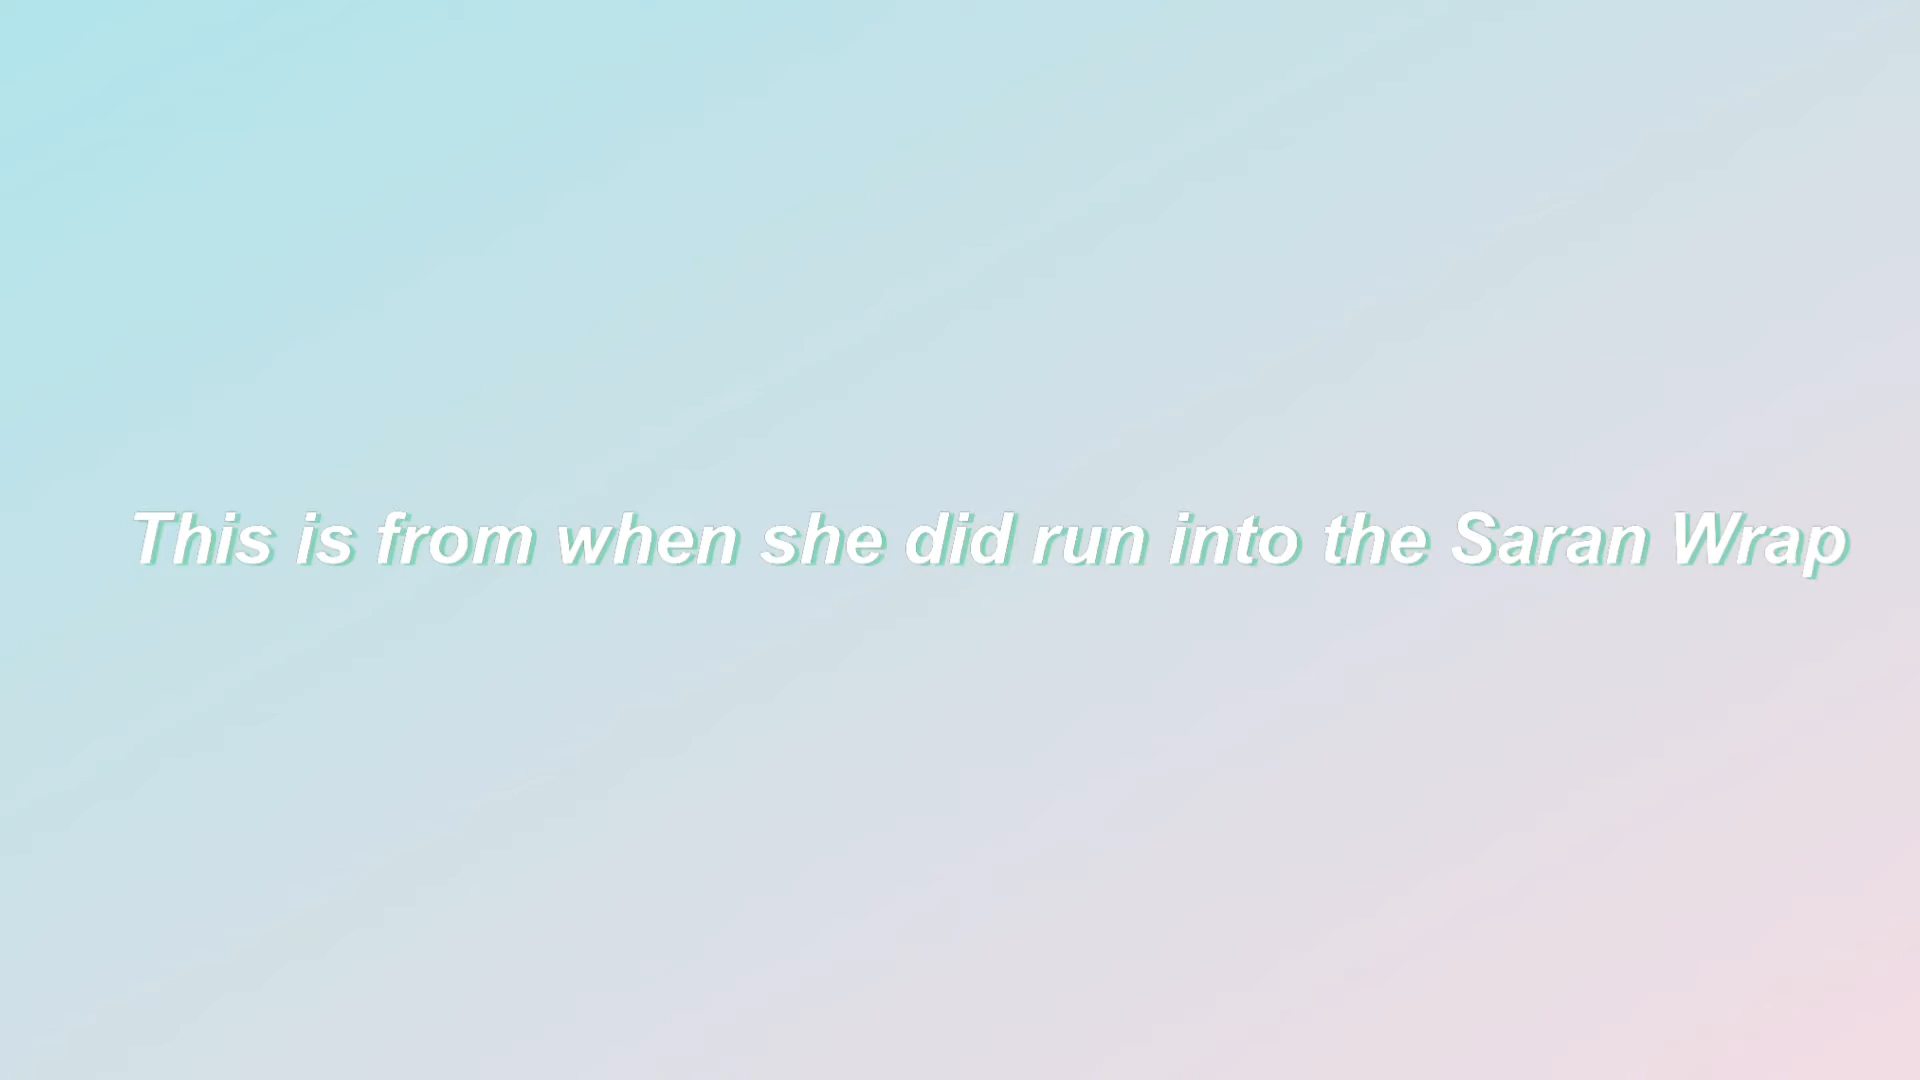 This is from when she did run into the Saran Wrap